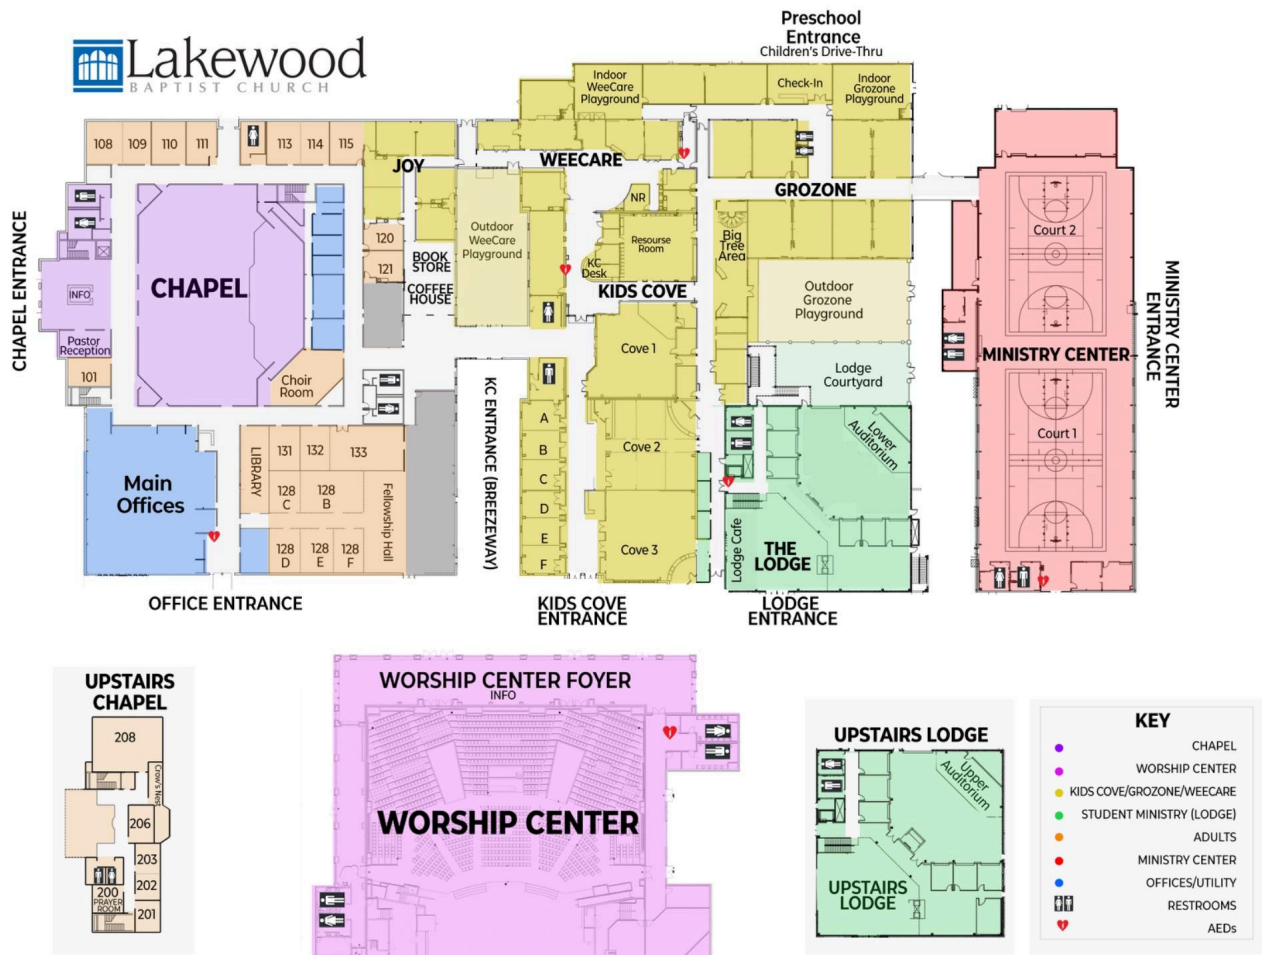 Lakewood
BAPTIST CHURCH
Preschool
Entrance
Children's Drive-Thru
Indoor
WeeCare
Playground
Check-In
Indoor
Grozone
Playground
108
109
110
111
113
114
115
JOY
WEECARE
GROZONE
NR
Outdoor
WeeCare
Playground
Resourse
Room
Big
Tree
Area
KC
Desk
KIDS COVE
120
121
BOOK
STORE
COFFEE
HOUSE
CHAPEL ENTRANCE
INFO
CHAPEL
Pastor
Reception
101
Choir
Room
Outdoor
Grozone
Playground
Lodge
Courtyard
Court 2
MINISTRY CENTER
Court 1
MINISTRY CENTER
ENTRANCE
Cove 1
Cove 2
Cove 3
KC ENTRANCE (BREEZEWAY)
A
B
C
D
E
F
Main
Offices
LIBRARY
131
132
133
128
C
128
B
128
D
128
E
128
F
Fellowship Hall
Lower
Auditorium
Lodge Cafe
THE
LODGE
OFFICE ENTRANCE
KIDS COVE
ENTRANCE
LODGE
ENTRANCE
UPSTAIRS
CHAPEL
208
Crow's Nest
206
203
202
201
200
PRAYER
ROOM
WORSHIP CENTER FOYER
INFO
WORSHIP CENTER
UPSTAIRS LODGE
Upper
Auditorium
UPSTAIRS
LODGE
KEY
CHAPEL
WORSHIP CENTER
KIDS COVE/GROZONE/WEECARE
STUDENT MINISTRY (LODGE)
ADULTS
MINISTRY CENTER
OFFICES/UTILITY
RESTROOMS
AEDs